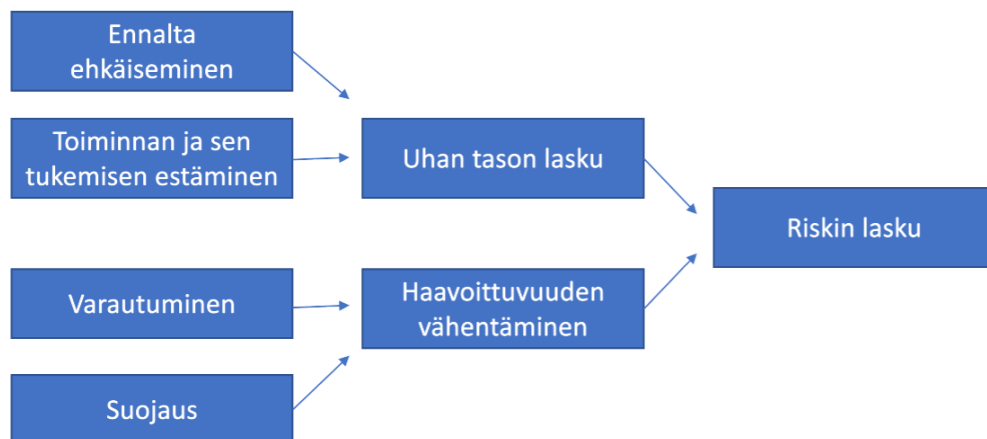 Ennalta
ehkäiseminen
Toiminnan ja sen
tukemisen estäminen
Uhan tason lasku
Riskin lasku
Varautuminen
Haavoittuvuuden
vähentäminen
Suojaus